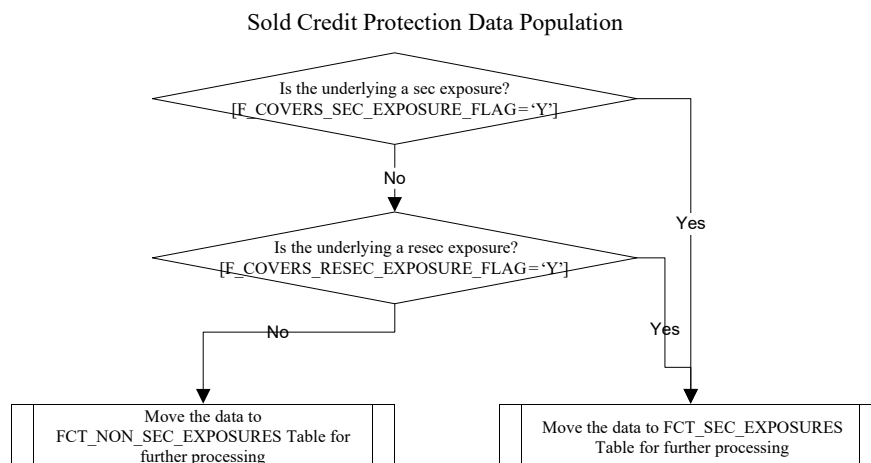 Sold Credit Protection Data Population
Is the underlying a sec exposure?
[F_COVERS_SEC_EXPOSURE_FLAG=‘Y’]
No
Yes
Is the underlying a resec exposure?
[F_COVERS_RESEC_EXPOSURE_FLAG=‘Y’]
No
Yes
Move the data to
FCT_NON_SEC_EXPOSURES Table for
further processing
Move the data to FCT_SEC_EXPOSURES
Table for further processing